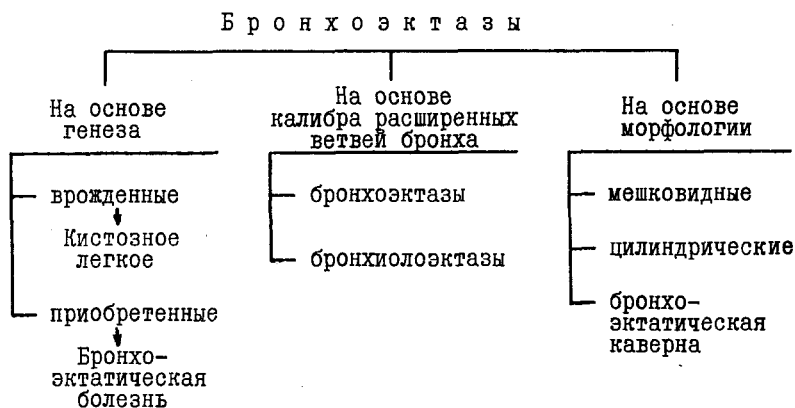 Бронхоэктазы
На основе
генеза
врожденные
Кистозное
легкое
приобретенные
Бронхо-
эктатическая
болезнь
На основе
калибра расширенных
ветвей бронха
бронхоэктазы
бронхиолоэктазы
На основе
морфологии
мешковидные
цилиндрические
бронхо-
эктатическая
каверна